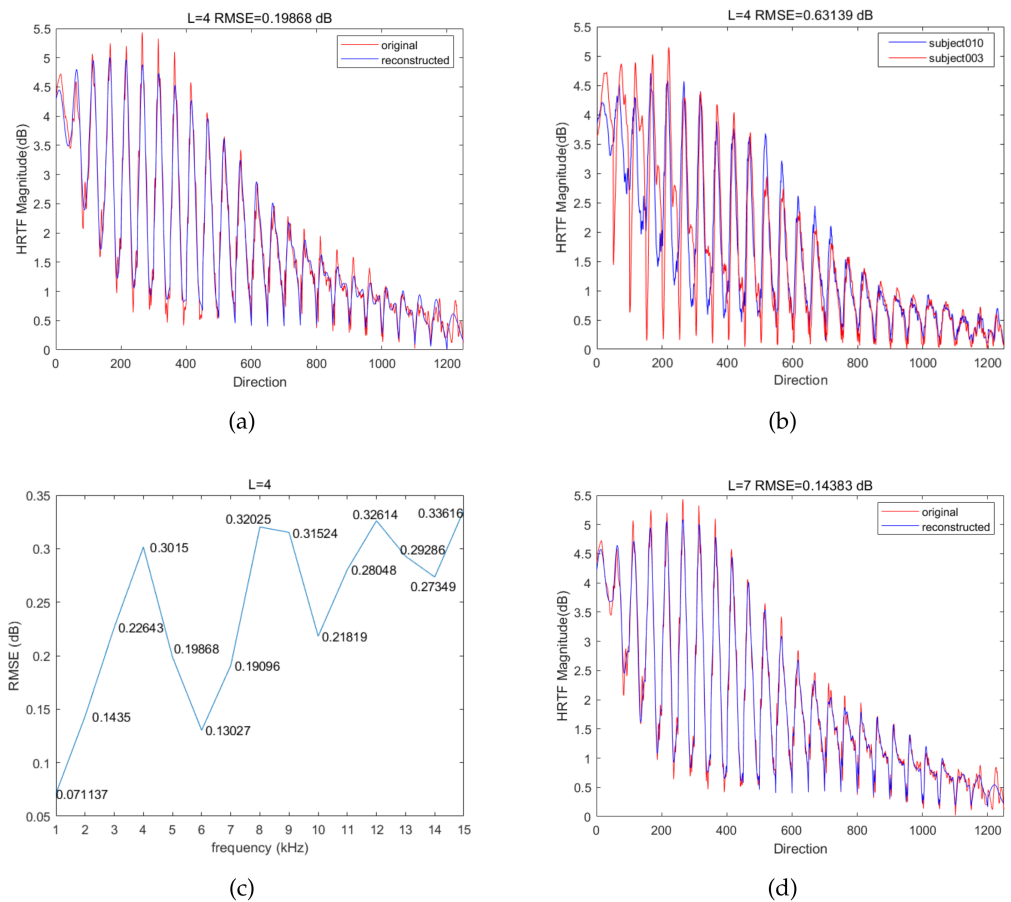 L=4 RMSE=0.19868 dB
5.5
5
4.5
4
3.5
3
2.5
2
1.5
1
0.5
0
HRTF Magnitude(dB)
original
reconstructed
0 200 400 600 800 1000 1200
Direction
(a)
L=4 RMSE=0.63139 dB
5.5
5
4.5
4
3.5
3
2.5
2
1.5
1
0.5
0
HRTF Magnitude(dB)
subject010
subject003
0 200 400 600 800 1000 1200
Direction
(b)
L=4
0.35
0.3
0.25
0.2
0.15
0.1
0.05
RMSE (dB)
0.071137
0.1435
0.22643
0.3015
0.19868
0.13027
0.19096
0.32025
0.31524
0.21819
0.28048
0.32614
0.29286
0.27349
0.33616
1 2 3 4 5 6 7 8 9 10 11 12 13 14 15
frequency (kHz)
(c)
L=7 RMSE=0.14383 dB
5.5
5
4.5
4
3.5
3
2.5
2
1.5
1
0.5
0
HRTF Magnitude(dB)
original
reconstructed
0 200 400 600 800 1000 1200
Direction
(d)